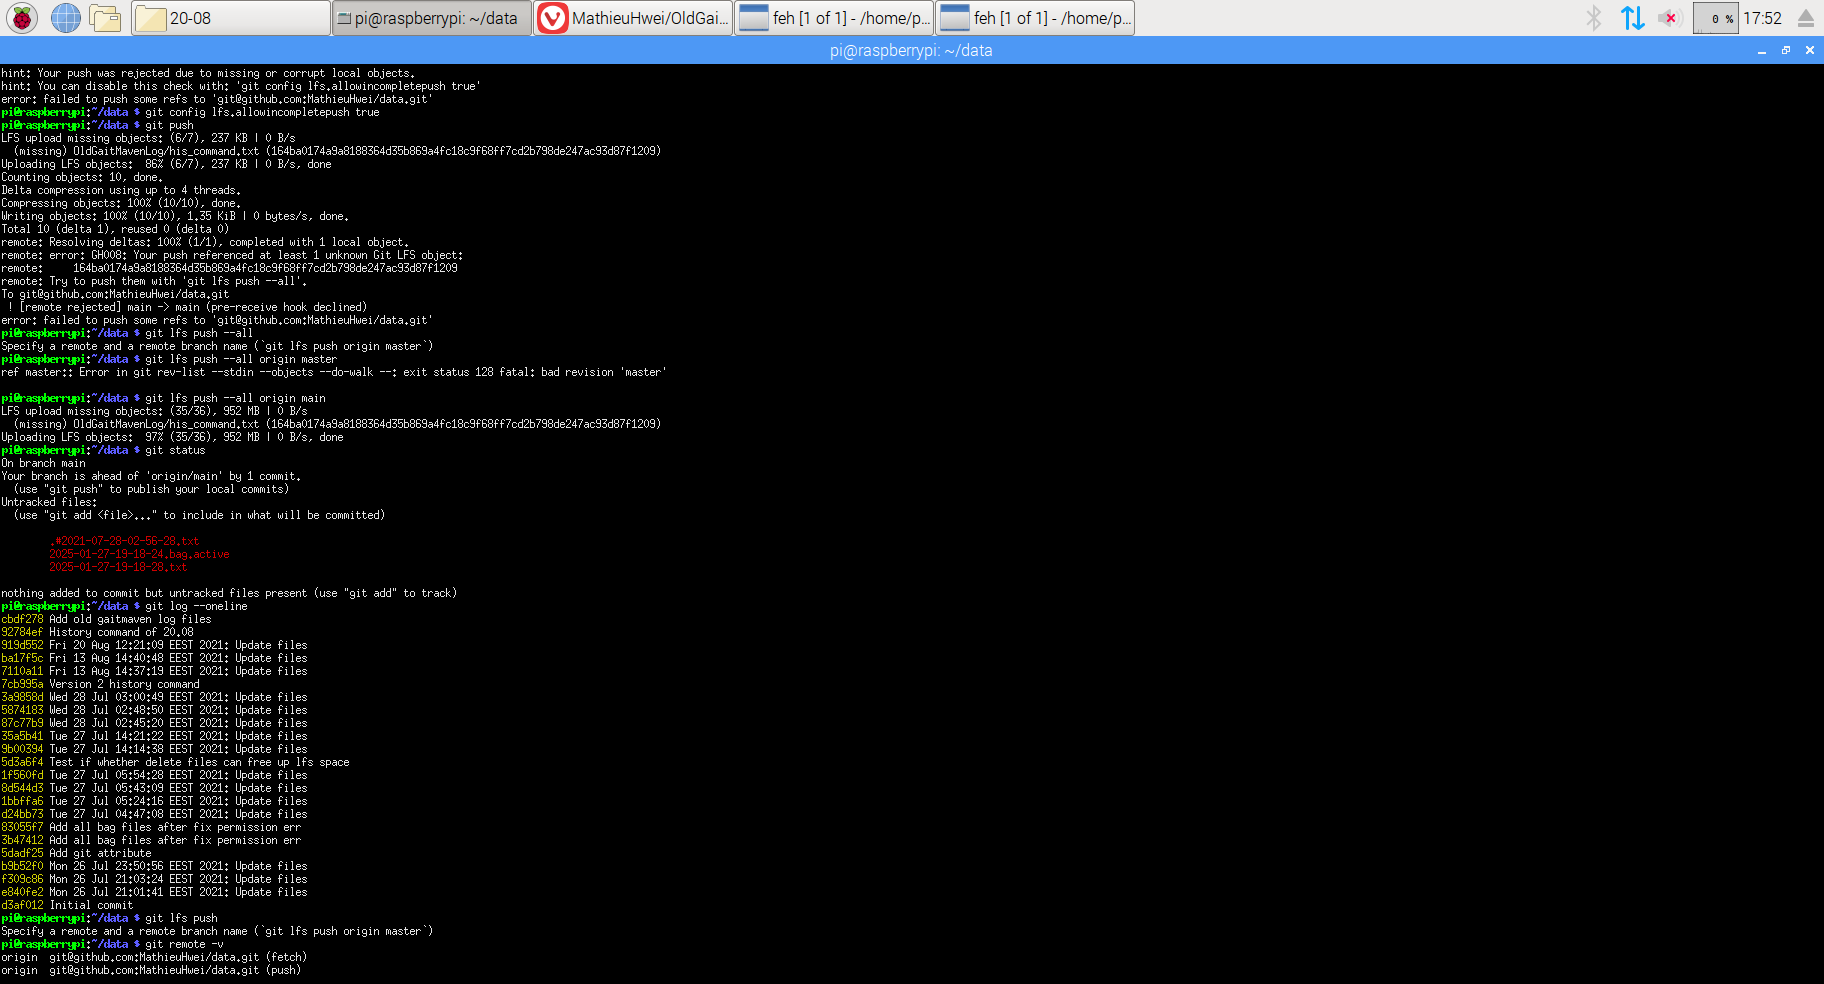 20-08
pi@raspberrypi: ~/data
MathieuHwei/OldGai...
feh [1 of 1] - /home/p...
feh [1 of 1] - /home/p...
0 %
17:52
pi@raspberrypi: ~/data
hint: Your push was rejected due to missing or corrupt local objects.
hint: You can disable this check with: 'git config lfs.allowincompletepush true'
error: failed to push some refs to 'git@github.com:MathieuHwei/data.git'
pi@raspberrypi:~/data $ git config lfs.allowincompletepush true
pi@raspberrypi:~/data $ git push
LFS upload missing objects: (6/7), 237 KB | 0 B/s
  (missing) OldGaitMavenLog/his_command.txt (164ba0174a9a8188364d35b869a4fc18c9f68ff7cd2b798de247ac93d87f1209)
Uploading LFS objects:  86% (6/7), 237 KB | 0 B/s, done
Counting objects: 10, done.
Delta compression using up to 4 threads.
Compressing objects: 100% (10/10), done.
Writing objects: 100% (10/10), 1.35 KiB | 0 bytes/s, done.
Total 10 (delta 1), reused 0 (delta 0)
remote: Resolving deltas: 100% (1/1), completed with 1 local object.
remote: error: GH008: Your push referenced at least 1 unknown Git LFS object:
remote:     164ba0174a9a8188364d35b869a4fc18c9f68ff7cd2b798de247ac93d87f1209
remote: Try to push them with 'git lfs push --all'.
To git@github.com:MathieuHwei/data.git
 ! [remote rejected] main -> main (pre-receive hook declined)
error: failed to push some refs to 'git@github.com:MathieuHwei/data.git'
pi@raspberrypi:~/data $ git lfs push --all
Specify a remote and a remote branch name (`git lfs push origin master`)
pi@raspberrypi:~/data $ git lfs push --all origin master
ref master:: Error in git rev-list --stdin --objects --do-walk --: exit status 128 fatal: bad revision 'master'
pi@raspberrypi:~/data $ git lfs push --all origin main
LFS upload missing objects: (35/36), 952 MB | 0 B/s
  (missing) OldGaitMavenLog/his_command.txt (164ba0174a9a8188364d35b869a4fc18c9f68ff7cd2b798de247ac93d87f1209)
Uploading LFS objects:  97% (35/36), 952 MB | 0 B/s, done
pi@raspberrypi:~/data $ git status
On branch main
Your branch is ahead of 'origin/main' by 1 commit.
  (use "git push" to publish your local commits)
Untracked files:
  (use "git add <file>..." to include in what will be committed)
.#2021-07-28-02-56-28.txt
2025-01-27-19-18-24.bag.active
2025-01-27-19-18-28.txt
nothing added to commit but untracked files present (use "git add" to track)
pi@raspberrypi:~/data $ git log --oneline
cbdf278 Add old gaitmaven log files
92784ef History command of 20.08
919d552 Fri 20 Aug 12:21:09 EEST 2021: Update files
ba17f5c Fri 13 Aug 14:40:48 EEST 2021: Update files
7110a11 Fri 13 Aug 14:37:19 EEST 2021: Update files
7cb995a Version 2 history command
3a9858d Wed 28 Jul 03:00:49 EEST 2021: Update files
5874183 Wed 28 Jul 02:48:50 EEST 2021: Update files
87c77b9 Wed 28 Jul 02:45:20 EEST 2021: Update files
35a5b41 Tue 27 Jul 14:21:22 EEST 2021: Update files
9b00394 Tue 27 Jul 14:14:38 EEST 2021: Update files
5d3a6f4 Test if whether delete files can free up lfs space
1f560fd Tue 27 Jul 05:54:28 EEST 2021: Update files
8d544d3 Tue 27 Jul 05:43:09 EEST 2021: Update files
1bbffa6 Tue 27 Jul 05:24:16 EEST 2021: Update files
d24bb73 Tue 27 Jul 04:47:08 EEST 2021: Update files
83055f7 Add all bag files after fix permission err
3b47412 Add all bag files after fix permission err
5dadf25 Add git attribute
b9b52f0 Mon 26 Jul 23:50:56 EEST 2021: Update files
f309c86 Mon 26 Jul 21:03:24 EEST 2021: Update files
e840fe2 Mon 26 Jul 21:01:41 EEST 2021: Update files
d3af012 Initial commit
pi@raspberrypi:~/data $ git lfs push
Specify a remote and a remote branch name (`git lfs push origin master`)
pi@raspberrypi:~/data $ git remote -v
origin  git@github.com:MathieuHwei/data.git (fetch)
origin  git@github.com:MathieuHwei/data.git (push)